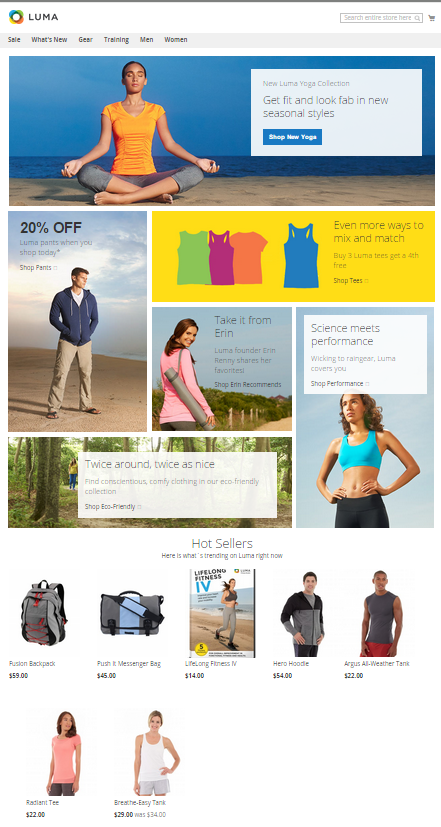 LUMA
Search entire store here
Sale What's New Gear Training Men Women
New Luma Yoga Collection
Get fit and look fab in new
seasonal styles
Shop New Yoga
20% OFF
Luma pants when you
shop today*
Shop Pants
Even more ways to
mix and match
Buy 3 Luma tees get a 4th
free
Shop Tees
Take it from
Erin
Luma founder Erin
Renny shares her
favorites!
Shop Erin Recommends
Science meets
performance
Wicking to raingear, Luma
covers you
Shop Performance
Twice around, twice as nice
Find conscientious, comfy clothing in our eco-friendly
collection
Shop Eco-Friendly
Hot Sellers
Here is what`s trending on Luma right now
LIFELONG
FITNESS
IV
Fusion Backpack
$59.00
Push It Messenger Bag
$45.00
LifeLong Fitness IV
$14.00
Hero Hoodie
$54.00
Argus All-Weather Tank
$22.00
Radiant Tee
$22.00
Breathe-Easy Tank
$29.00 was $34.00